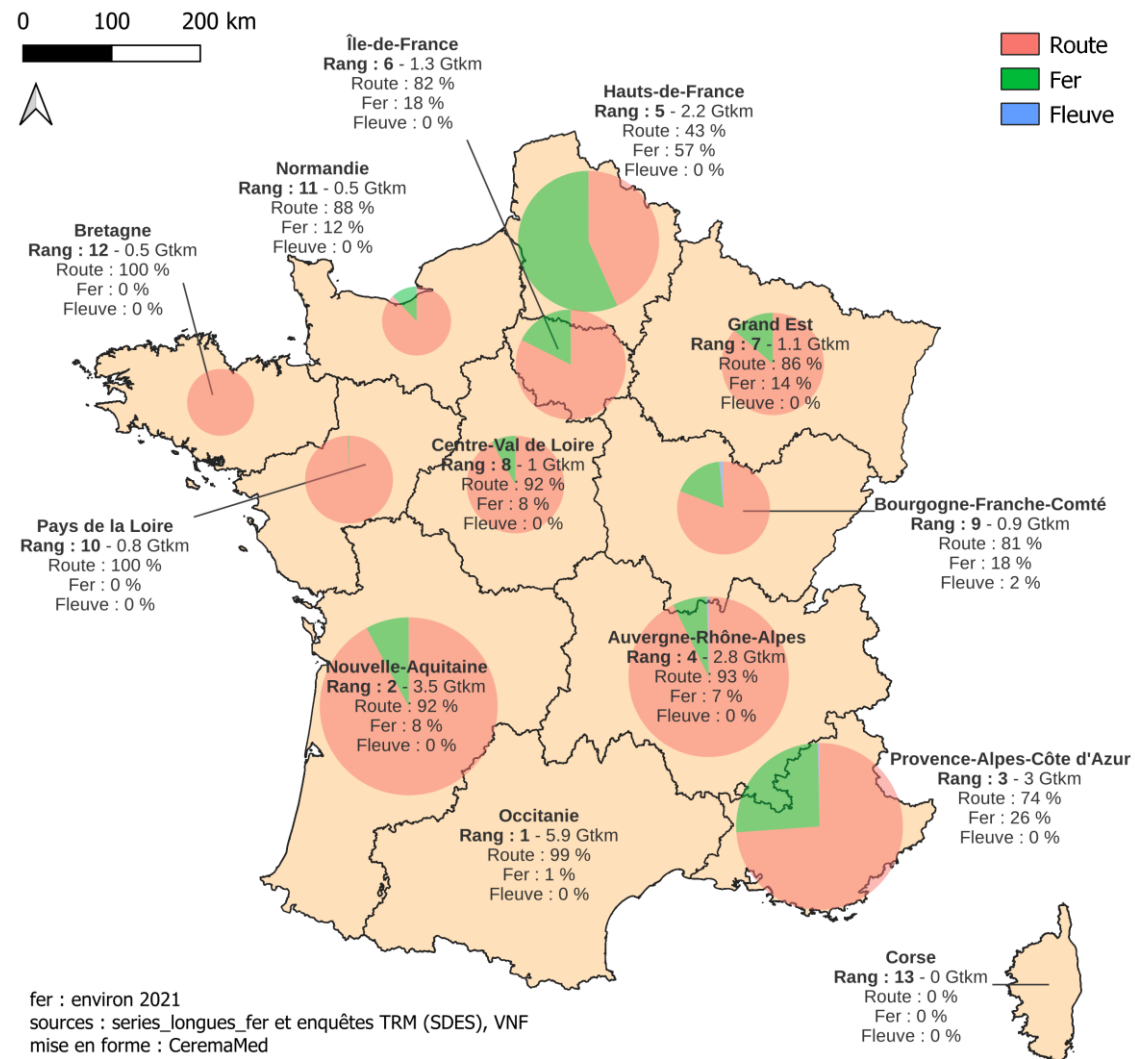 0 100 200 km
Route
Fer
Fleuve
Île-de-France
Rang : 6 - 1.3 Gtkm
Route : 82 %
Fer : 18 %
Fleuve : 0 %
Hauts-de-France
Rang : 5 - 2.2 Gtkm
Route : 43 %
Fer : 57 %
Fleuve : 0 %
Normandie
Rang : 11 - 0.5 Gtkm
Route : 88 %
Fer : 12 %
Fleuve : 0 %
Bretagne
Rang : 12 - 0.5 Gtkm
Route : 100 %
Fer : 0 %
Fleuve : 0 %
Grand Est
Rang : 7 - 1.1 Gtkm
Route : 86 %
Fer : 14 %
Fleuve : 0 %
Centre-Val de Loire
Rang : 8 - 1 Gtkm
Route : 92 %
Fer : 8 %
Fleuve : 0 %
Pays de la Loire
Rang : 10 - 0.8 Gtkm
Route : 100 %
Fer : 0 %
Fleuve : 0 %
Bourgogne-Franche-Comté
Rang : 9 - 0.9 Gtkm
Route : 81 %
Fer : 18 %
Fleuve : 2 %
Nouvelle-Aquitaine
Rang : 2 - 3.5 Gtkm
Route : 92 %
Fer : 8 %
Fleuve : 0 %
Auvergne-Rhône-Alpes
Rang : 4 - 2.8 Gtkm
Route : 93 %
Fer : 7 %
Fleuve : 0 %
Provence-Alpes-Côte d'Azur
Rang : 3 - 3 Gtkm
Route : 74 %
Fer : 26 %
Fleuve : 0 %
Occitanie
Rang : 1 - 5.9 Gtkm
Route : 99 %
Fer : 1 %
Fleuve : 0 %
Corse
Rang : 13 - 0 Gtkm
Route : 0 %
Fer : 0 %
Fleuve : 0 %
fer : environ 2021
sources : series_longues_fer et enquêtes TRM (SDES), VNF
mise en forme : CeremaMed